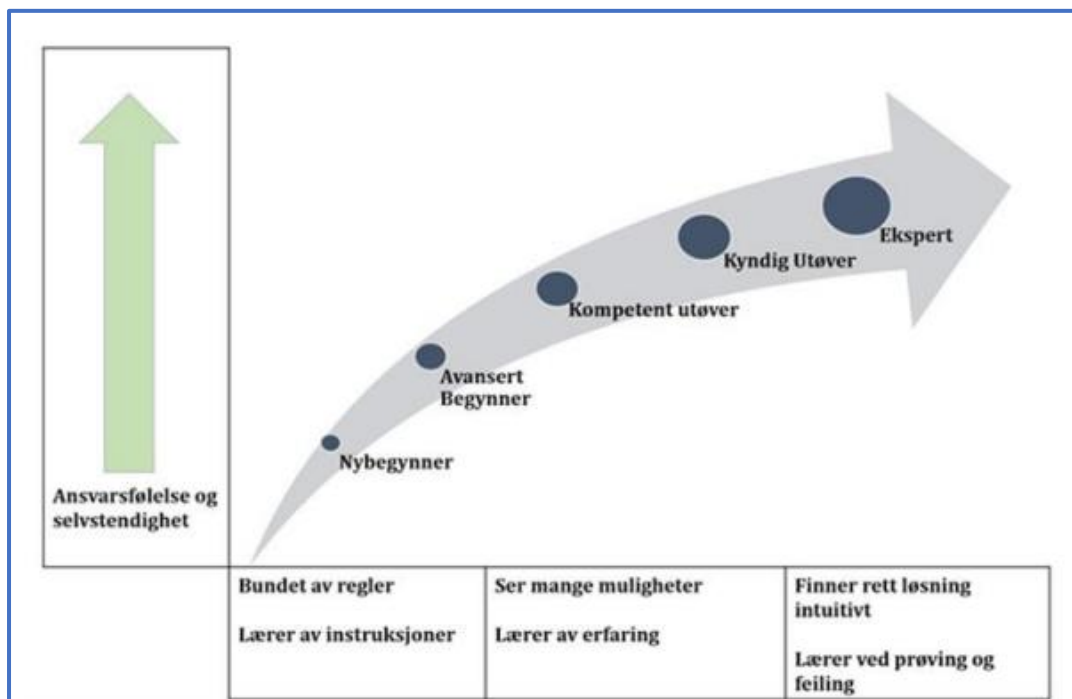 Ekspert
Kyndig Utøver
Kompetent utøver
Avansert
Begynner
Nybegynner
Ansvarsfølelse og
selvstendighet
Bundet av regler
Lærer av instruksjoner
Ser mange muligheter
Lærer av erfaring
Finner rett løsning
intuitivt
Lærer ved prøving og
feiling